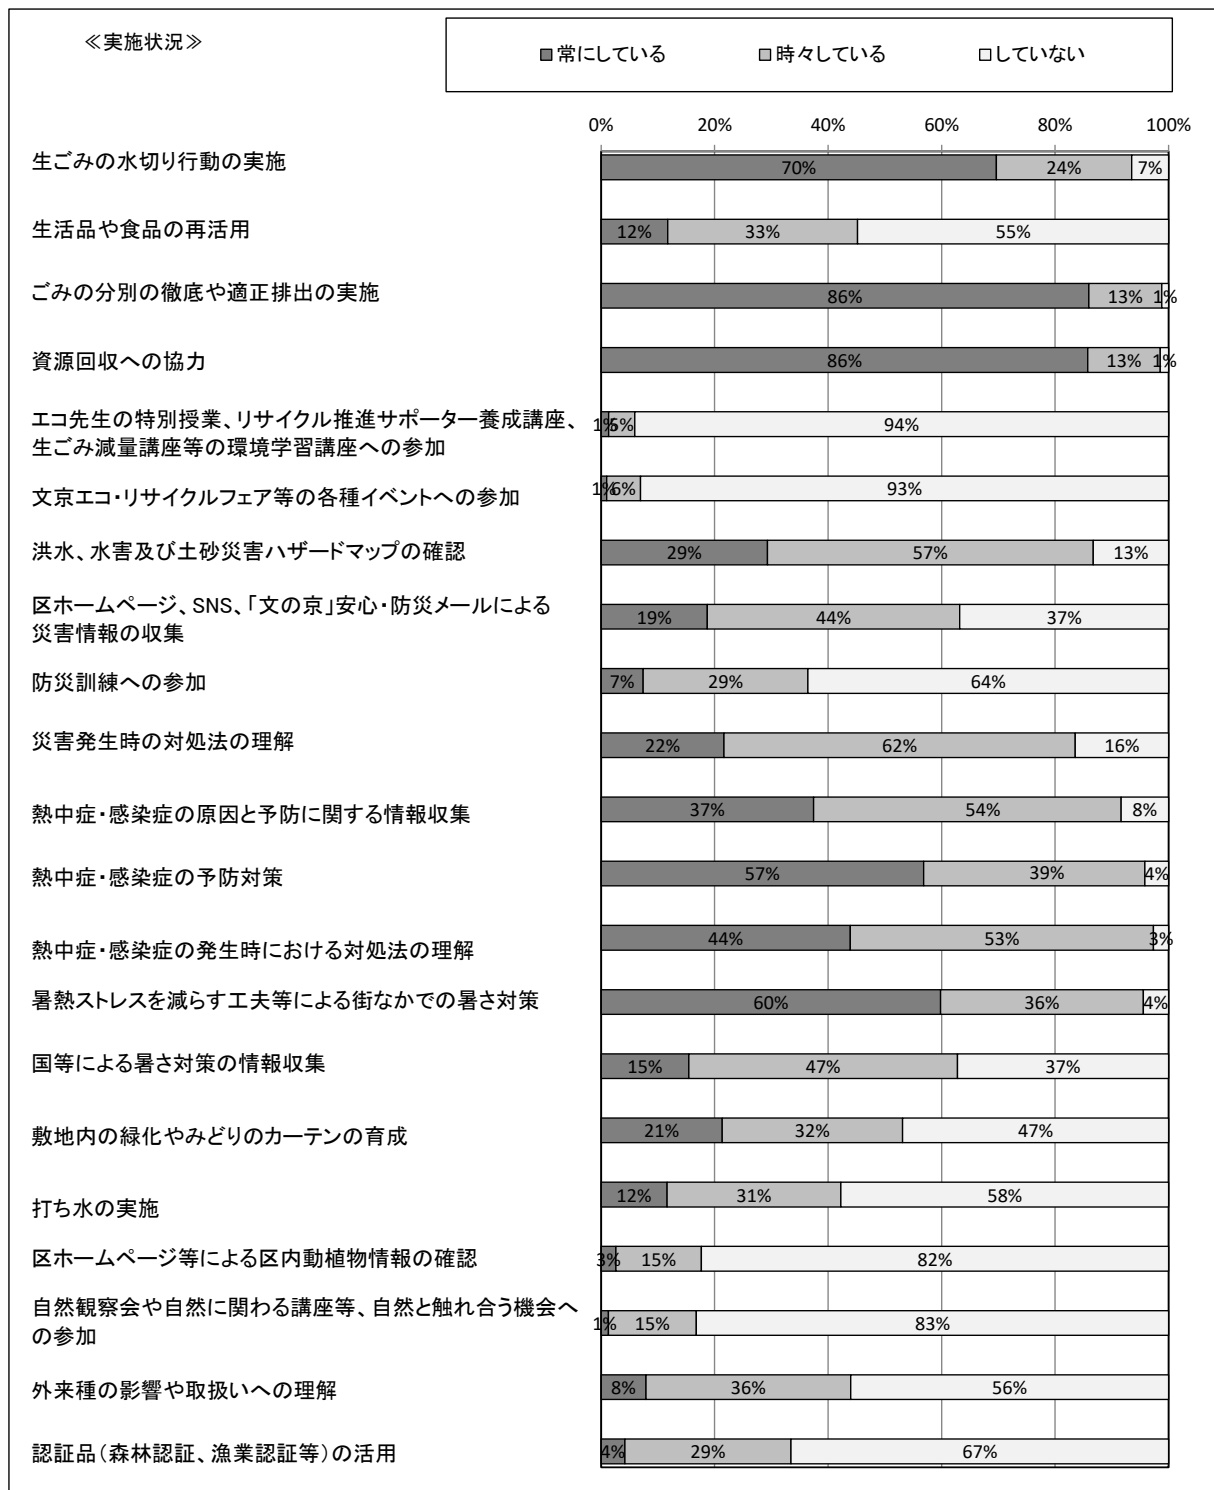 ≪実施状況≫
■常にしている ■時々している □していない
0% 20% 40% 60% 80% 100%
生ごみの水切り行動の実施 70% 24% 7%
生活品や食品の再活用 12% 33% 55%
ごみの分別の徹底や適正排出の実施 86% 13% 1%
資源回収への協力 86% 13% 1%
エコ先生の特別授業、リサイクル推進サポーター養成講座、
生ごみ減量講座等の環境学習講座への参加 1% 5% 94%
文京エコ・リサイクルフェア等の各種イベントへの参加 1% 6% 93%
洪水、水害及び土砂災害ハザードマップの確認 29% 57% 13%
区ホームページ、SNS、「文の京」安心・防災メールによる
災害情報の収集 19% 44% 37%
防災訓練への参加 7% 29% 64%
災害発生時の対処法の理解 22% 62% 16%
熱中症・感染症の原因と予防に関する情報収集 37% 54% 8%
熱中症・感染症の予防対策 57% 39% 4%
熱中症・感染症の発生時における対処法の理解 44% 53% 3%
暑熱ストレスを減らす工夫等による街なかでの暑さ対策 60% 36% 4%
国等による暑さ対策の情報収集 15% 47% 37%
敷地内の緑化やみどりのカーテンの育成 21% 32% 47%
打ち水の実施 12% 31% 58%
区ホームページ等による区内動植物情報の確認 3% 15% 82%
自然観察会や自然に関わる講座等、自然と触れ合う機会へ
の参加 1% 15% 83%
外来種の影響や取扱いへの理解 8% 36% 56%
認証品（森林認証、漁業認証等）の活用 4% 29% 67%